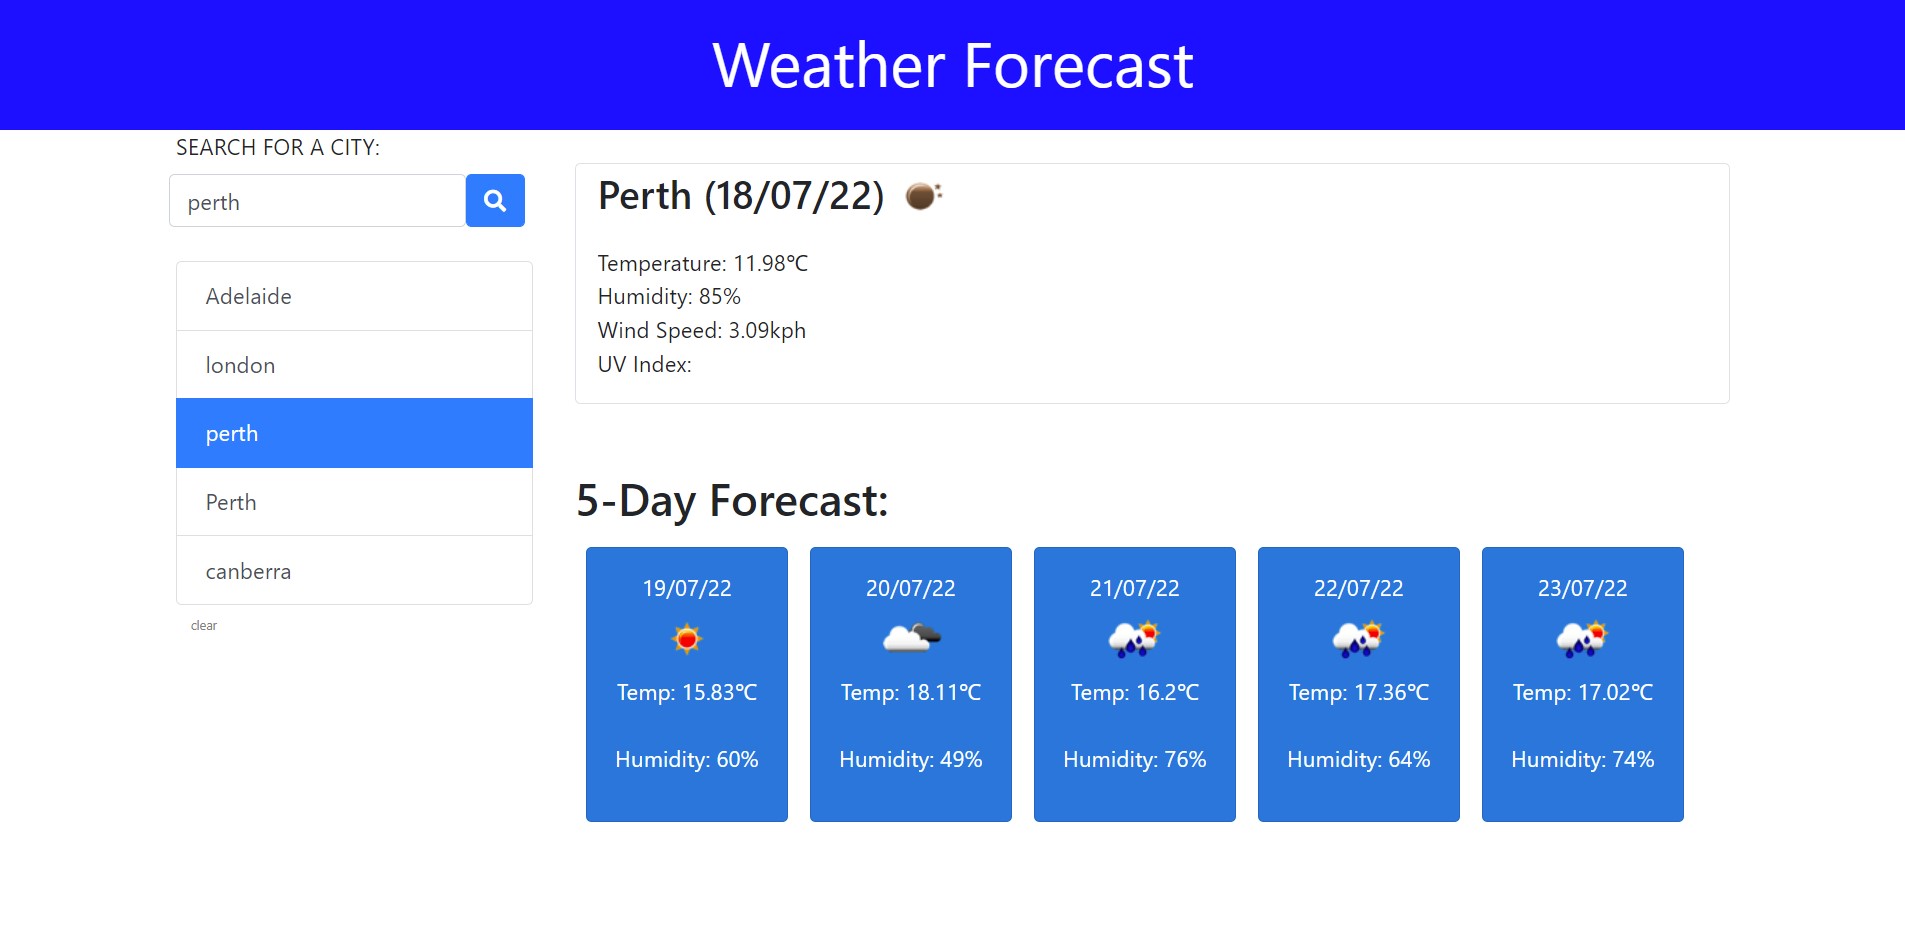 Weather Forecast
SEARCH FOR A CITY:
perth
Adelaide
london
perth
Perth
canberra
clear
Perth (18/07/22)
Temperature: 11.98℃
Humidity: 85%
Wind Speed: 3.09kph
UV Index:
5-Day Forecast:
19/07/22
Temp: 15.83℃
Humidity: 60%
20/07/22
Temp: 18.11℃
Humidity: 49%
21/07/22
Temp: 16.2℃
Humidity: 76%
22/07/22
Temp: 17.36℃
Humidity: 64%
23/07/22
Temp: 17.02℃
Humidity: 74%